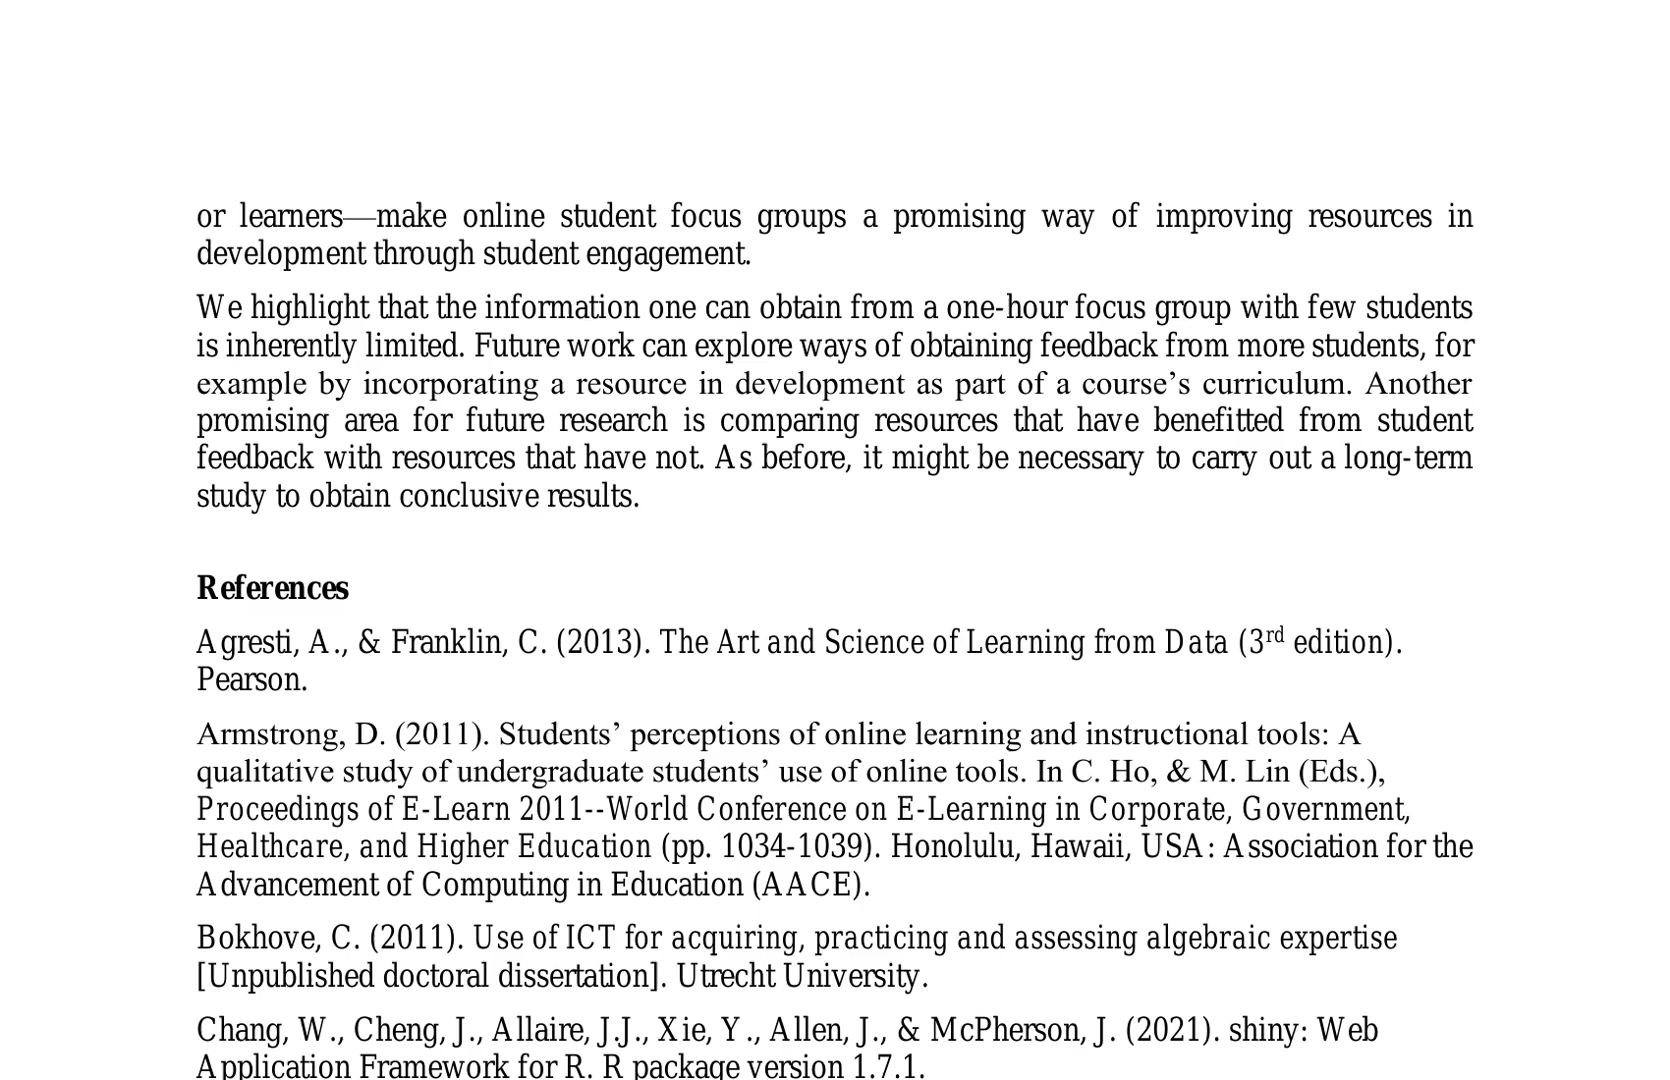 or learners—make online student focus groups a promising way of improving resources in
development through student engagement.
We highlight that the information one can obtain from a one-hour focus group with few students
is inherently limited. Future work can explore ways of obtaining feedback from more students, for
example by incorporating a resource in development as part of a course’s curriculum. Another
promising area for future research is comparing resources that have benefitted from student
feedback with resources that have not. As before, it might be necessary to carry out a long-term
study to obtain conclusive results.
References
Agresti, A., & Franklin, C. (2013). The Art and Science of Learning from Data (3rd edition).
Pearson.
Armstrong, D. (2011). Students’ perceptions of online learning and instructional tools: A
qualitative study of undergraduate students’ use of online tools. In C. Ho, & M. Lin (Eds.),
Proceedings of E-Learn 2011--World Conference on E-Learning in Corporate, Government,
Healthcare, and Higher Education (pp. 1034-1039). Honolulu, Hawaii, USA: Association for the
Advancement of Computing in Education (AACE).
Bokhove, C. (2011). Use of ICT for acquiring, practicing and assessing algebraic expertise
[Unpublished doctoral dissertation]. Utrecht University.
Chang, W., Cheng, J., Allaire, J.J., Xie, Y., Allen, J., & McPherson, J. (2021). shiny: Web
Application Framework for R. R package version 1.7.1.